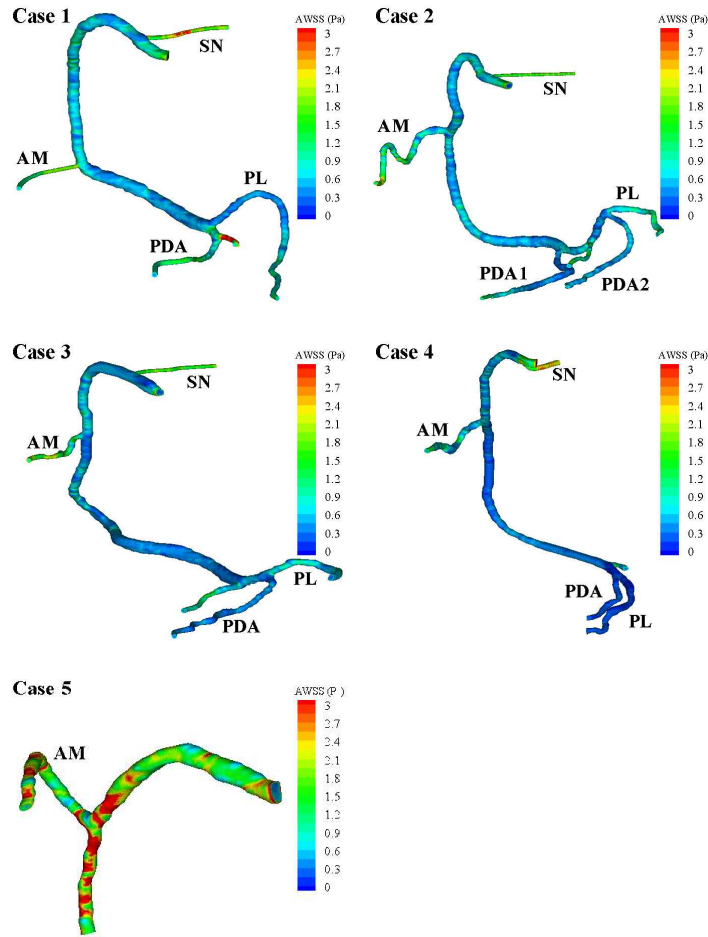 Case 1
AWSS (Pa)
3
2.7
2.4
2.1
1.8
1.5
1.2
0.9
0.6
0.3
0
SN
AM
PL
PDA
Case 2
AWSS (Pa)
3
2.7
2.4
2.1
1.8
1.5
1.2
0.9
0.6
0.3
0
SN
AM
PL
PDA1
PDA2
Case 3
AWSS (Pa)
3
2.7
2.4
2.1
1.8
1.5
1.2
0.9
0.6
0.3
0
SN
AM
PL
PDA
Case 4
AWSS (Pa)
3
2.7
2.4
2.1
1.8
1.5
1.2
0.9
0.6
0.3
0
SN
AM
PDA
PL
Case 5
AWSS (P )
3
2.7
2.4
2.1
1.8
1.5
1.2
0.9
0.6
0.3
0
AM